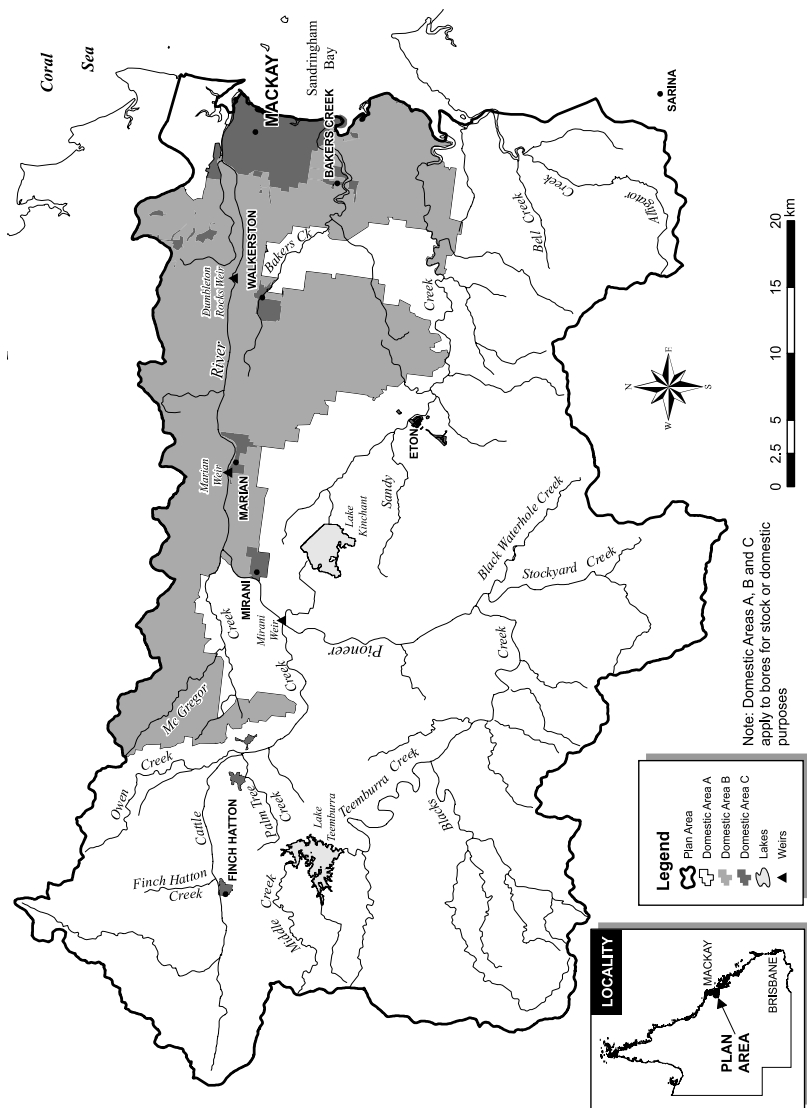 Coral
Sea
MACKAY
Sandringham
Bay
BAKERS CREEK
SARINA
WALKERSTON
Bakers Ck
Dumbleton
Rocks Weir
River
Bell Creek
Alligator
Creek
Creek
Marian
Weir
MARIAN
ETON
Sandy
Lake
Kinchant
MIRANI
Mirani
Weir
Creek
Creek
Pioneer
Black Waterhole Creek
Stockyard Creek
Creek
Mc Gregor
Owen
Creek
Cattle
FINCH HATTON
Finch Hatton
Creek
Palm Tree
Creek
Lake
Teemburra
Teemburra Creek
Blacks
Middle
Creek
N
E
S
W
0 2.5 5 10 15 20
km
Note: Domestic Areas A, B and C
apply to bores for stock or domestic
purposes
Legend
Plan Area
Domestic Area A
Domestic Area B
Domestic Area C
Lakes
Weirs
LOCALITY
MACKAY
PLAN
AREA
BRISBANE